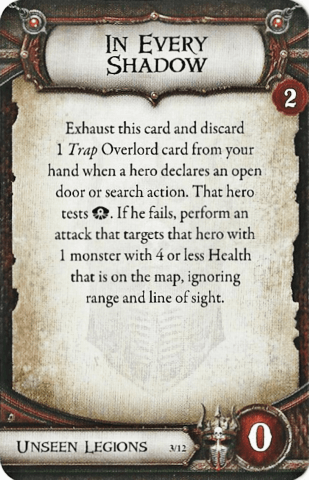 In Every
Shadow
2
Exhaust this card and discard
1 Trap Overlord card from your
hand when a hero declares an open
door or search action. That hero
tests . If he fails, perform an
attack that targets that hero with
1 monster with 4 or less Health
that is on the map, ignoring
range and line of sight.
Unseen Legions 3/12 0